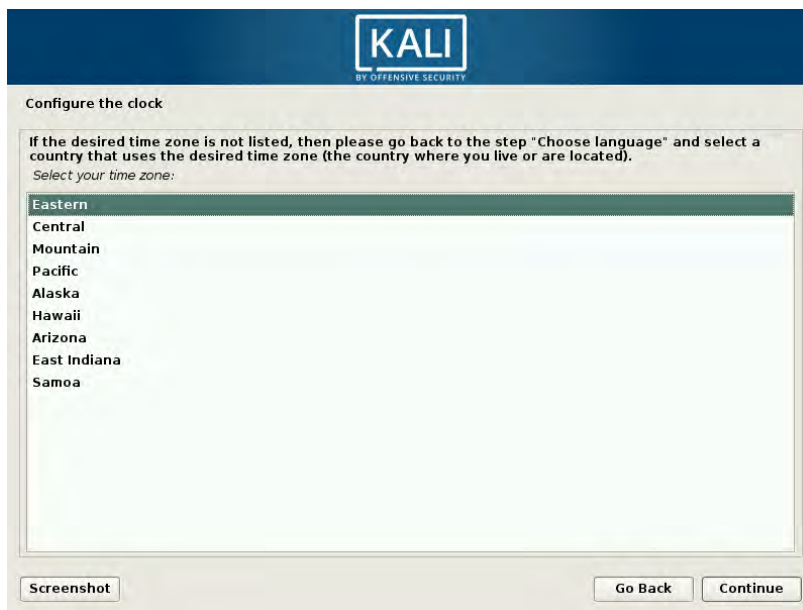 KALI
BY OFFENSIVE SECURITY
Configure the clock
If the desired time zone is not listed, then please go back to the step "Choose language" and select a
country that uses the desired time zone (the country where you live or are located).
Select your time zone:
Eastern
Central
Mountain
Pacific
Alaska
Hawaii
Arizona
East Indiana
Samoa
Screenshot
Go Back
Continue